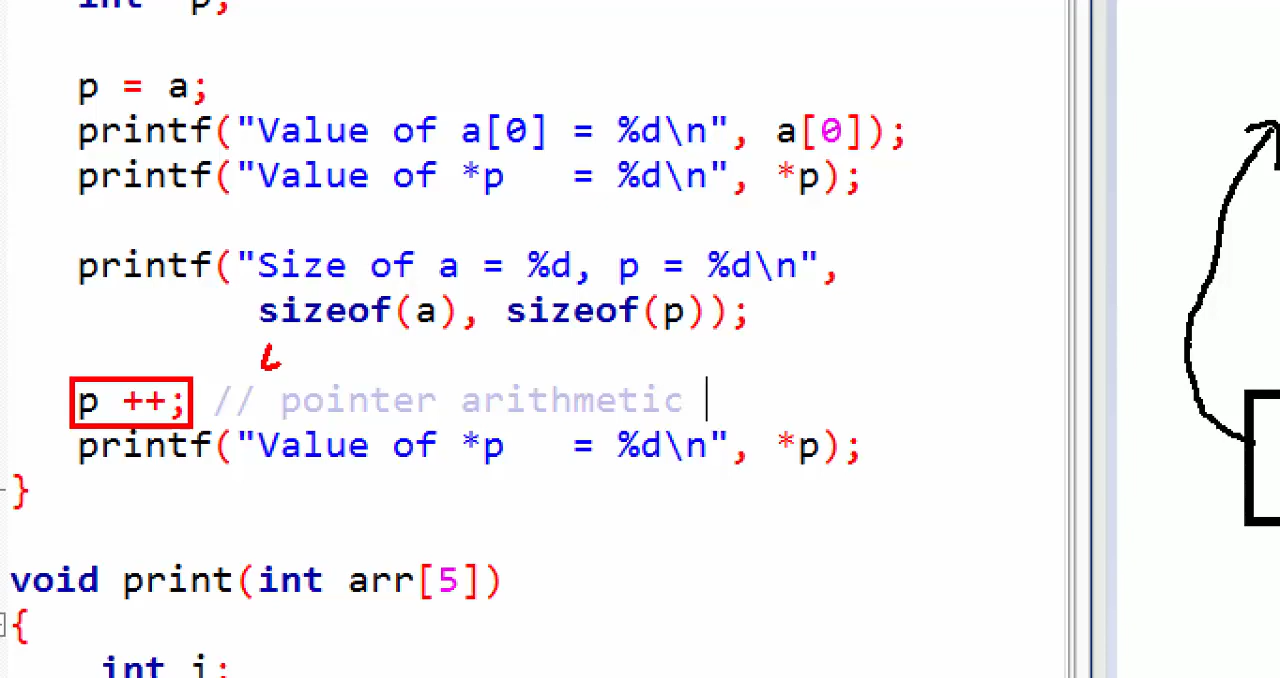 int *p;
p = a;
printf("Value of a[0] = %d\n", a[0]);
printf("Value of *p   = %d\n", *p);
printf("Size of a = %d, p = %d\n",
sizeof(a), sizeof(p));
p ++; // pointer arithmetic
printf("Value of *p   = %d\n", *p);
}
void print(int arr[5])
{
int i;